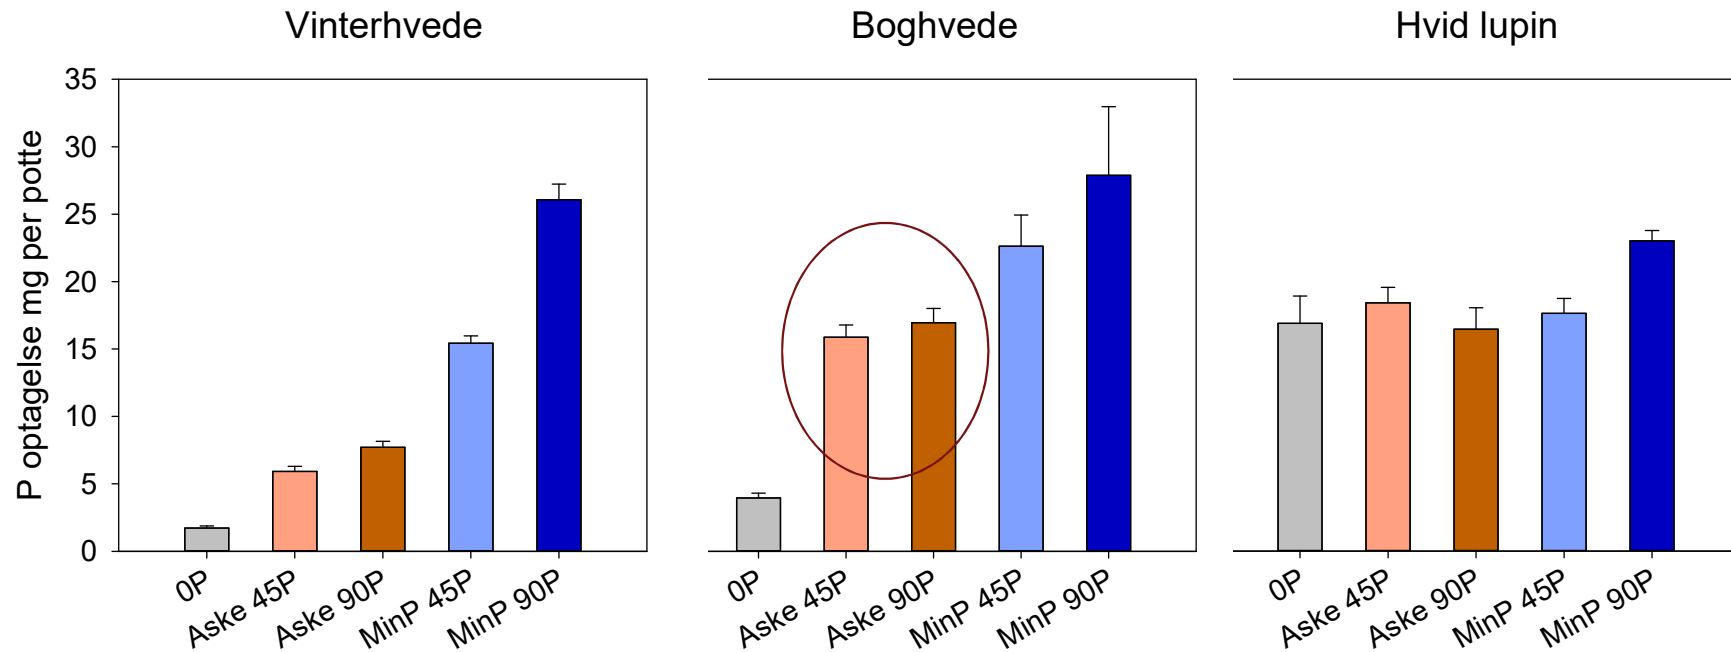 Vinterhvede
Boghvede
Hvid lupin
P optagelse mg per potte
35
30
25
20
15
10
5
0
0P
Aske 45P
Aske 90P
MinP 45P
MinP 90P
0P
Aske 45P
Aske 90P
MinP 45P
MinP 90P
0P
Aske 45P
Aske 90P
MinP 45P
MinP 90P